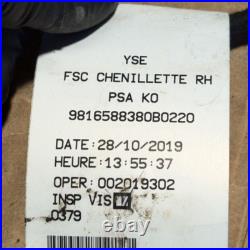 YSE
FSC CHENILLETTE RH
PSA KO
9816588380B0220
DATE:28/10/2019
HEURE:13:55:37
OPER:002019302
INSP VIS
0379